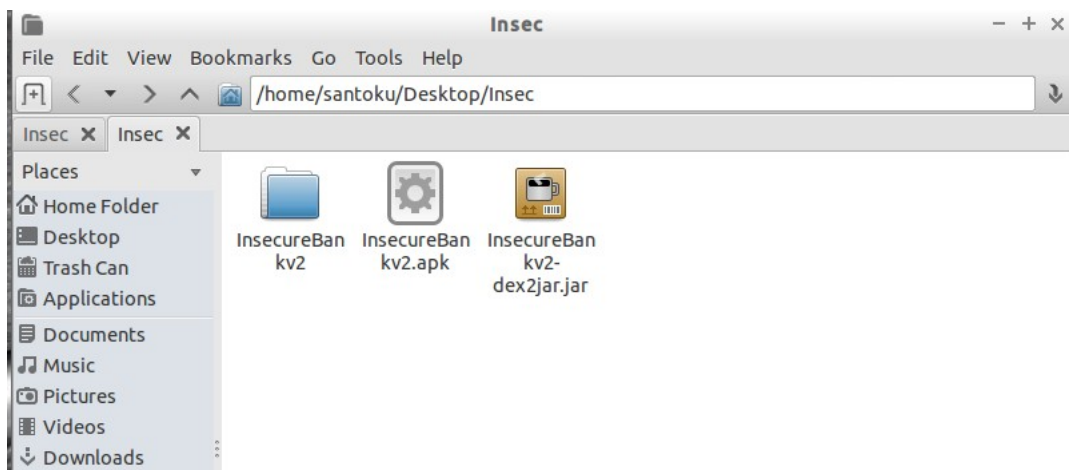 Insec
File Edit View Bookmarks Go Tools Help
/home/santoku/Desktop/Insec
Insec Insec
Places
Home Folder
Desktop
Trash Can
Applications
Documents
Music
Pictures
Videos
Downloads
InsecureBan
kv2
InsecureBan
kv2.apk
InsecureBan
kv2-
dex2jar.jar